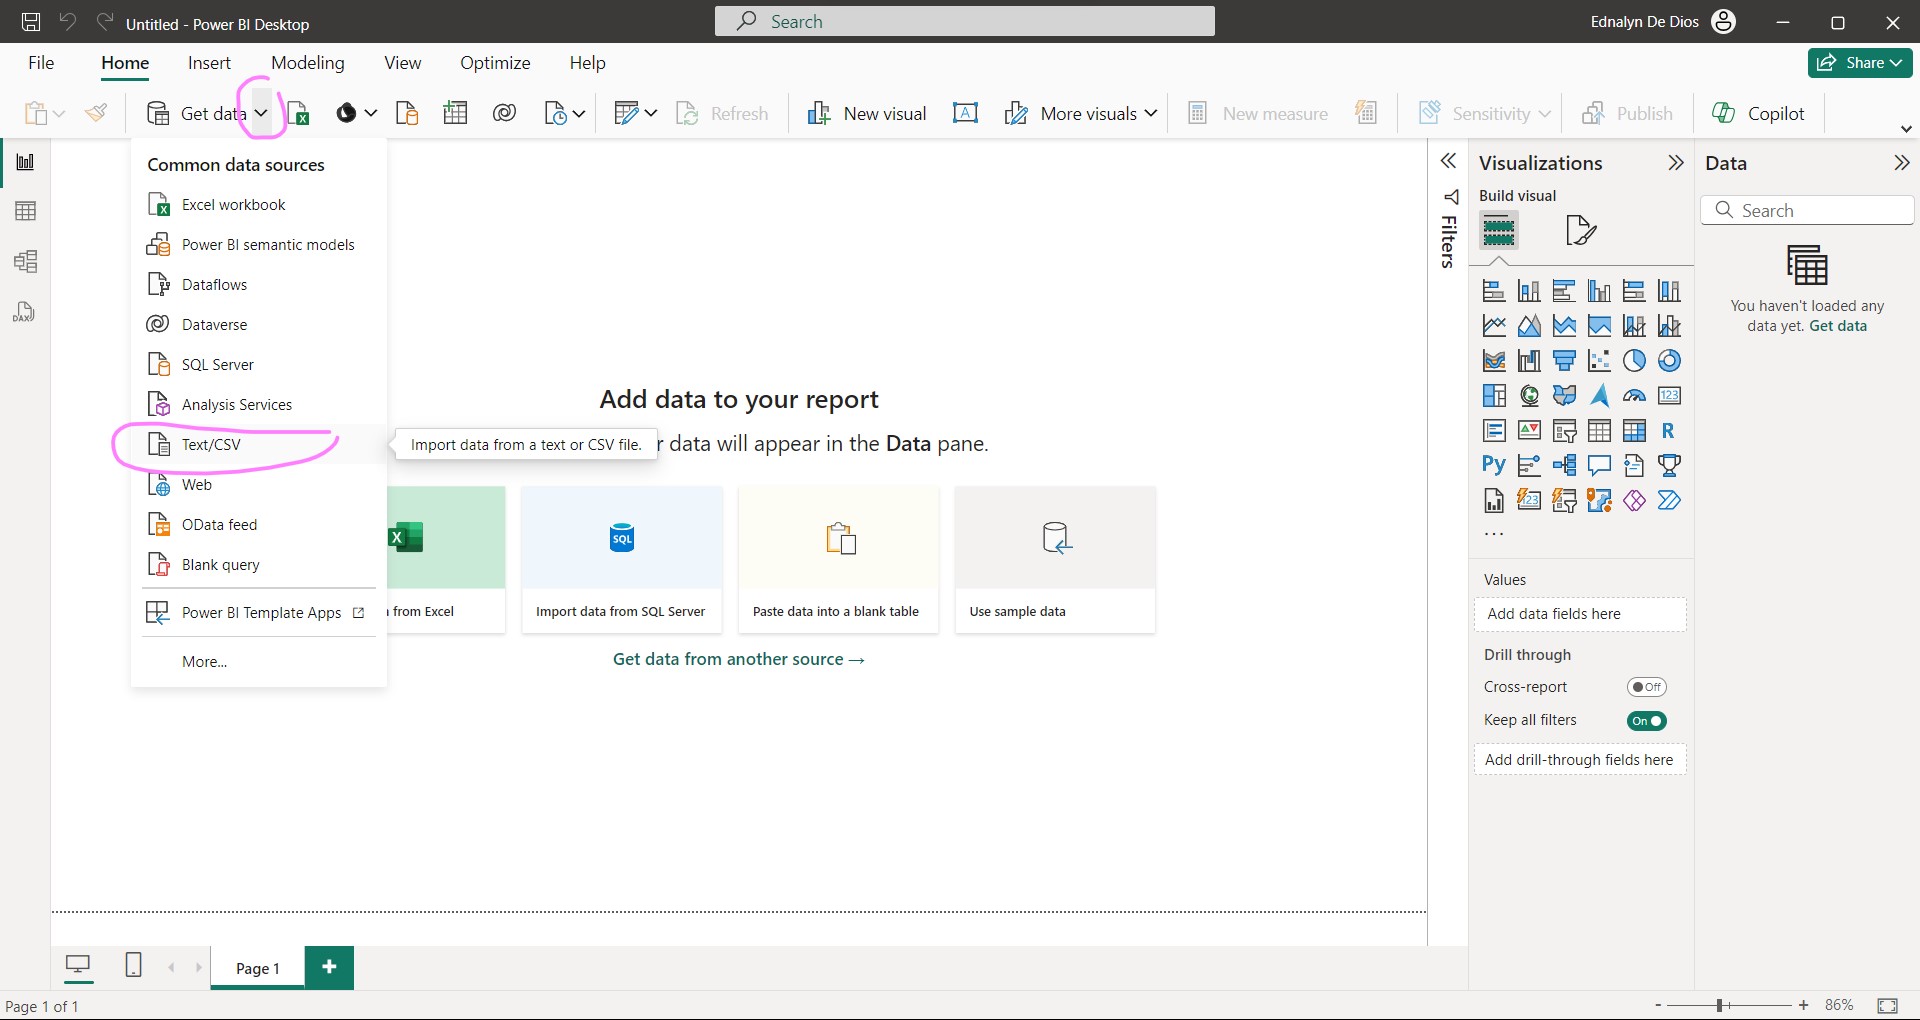 Untitled - Power BI Desktop
Search
Ednalyn De Dios
File
Home
Insert
Modeling
View
Optimize
Help
Share
Get data
Refresh
New visual
More visuals
New measure
Sensitivity
Publish
Copilot
Common data sources
Excel workbook
Power BI semantic models
Dataflows
Dataverse
SQL Server
Analysis Services
Text/CSV
Web
OData feed
Blank query
Power BI Template Apps
More...
Import data from a text or CSV file.
Add data to your report
r data will appear in the Data pane.
SQL
from Excel
Import data from SQL Server
Paste data into a blank table
Use sample data
Get data from another source →
Filters
Visualizations
Build visual
123
R
Py
123
...
Values
Add data fields here
Drill through
Cross-report
Off
Keep all filters
On
Add drill-through fields here
Data
Search
You haven't loaded any
data yet. Get data
DAX
Page 1
Page 1 of 1
- + 86%